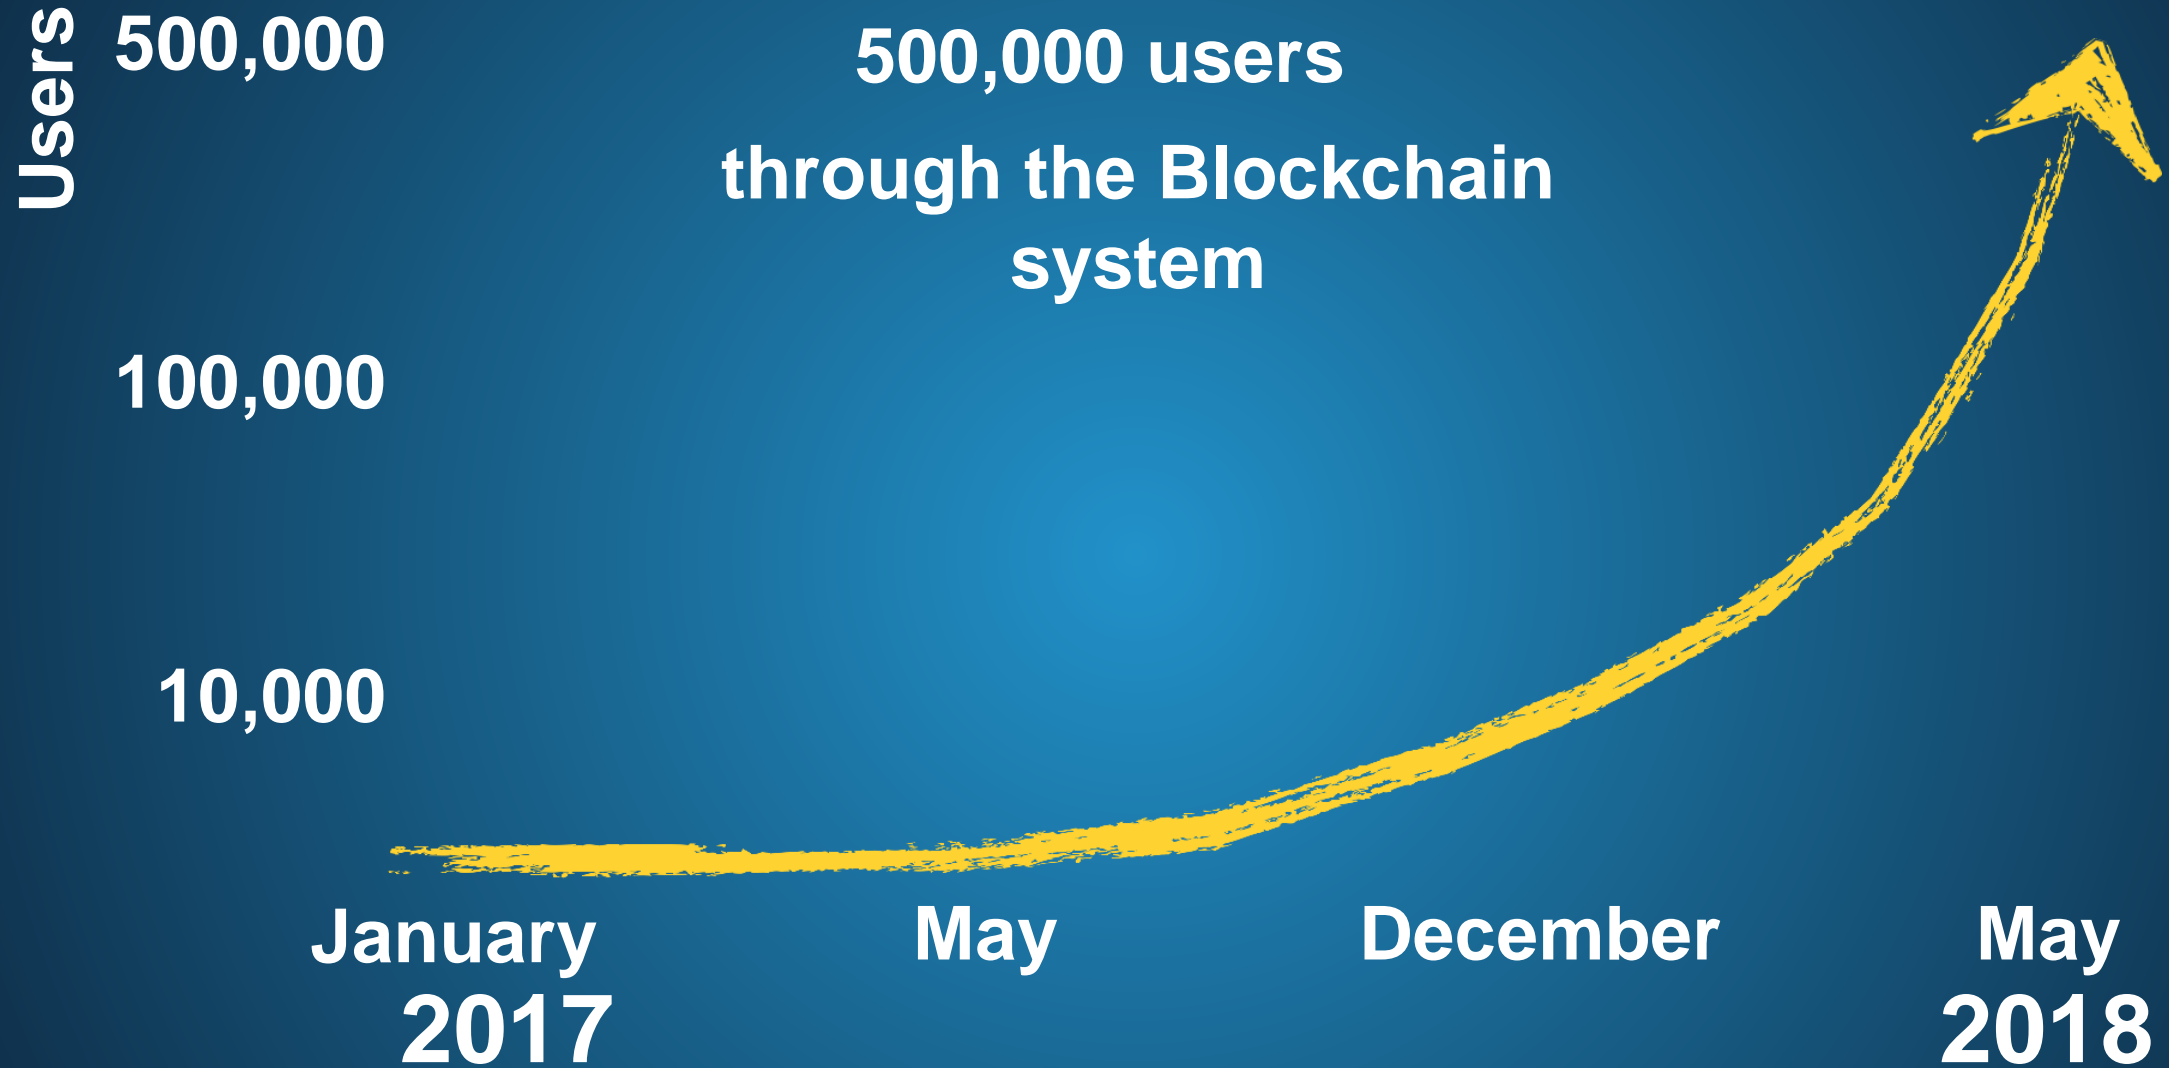 Users
500,000
500,000 users
through the Blockchain
system
100,000
10,000
January May December May
2017 2018